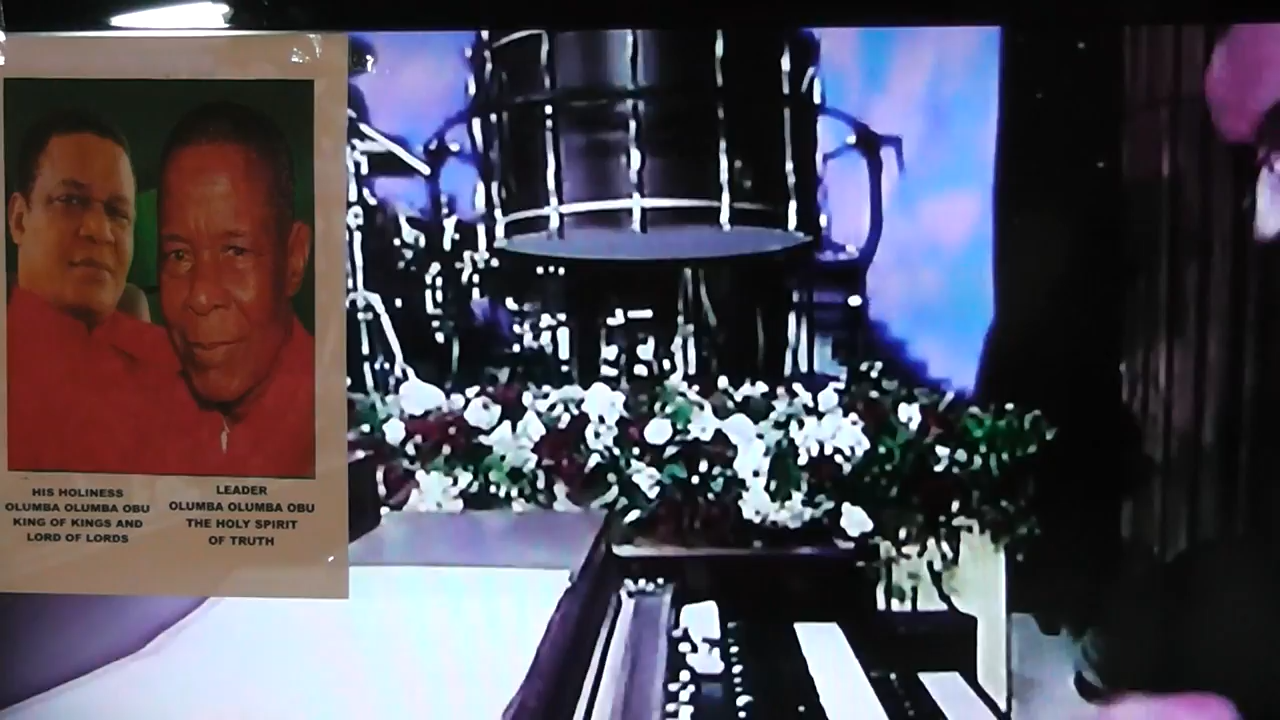 HIS HOLINESS
OLUMBA OLUMBA OBU
KING OF KINGS AND
LORD OF LORDS
LEADER
OLUMBA OLUMBA OBU
THE HOLY SPIRIT
OF TRUTH